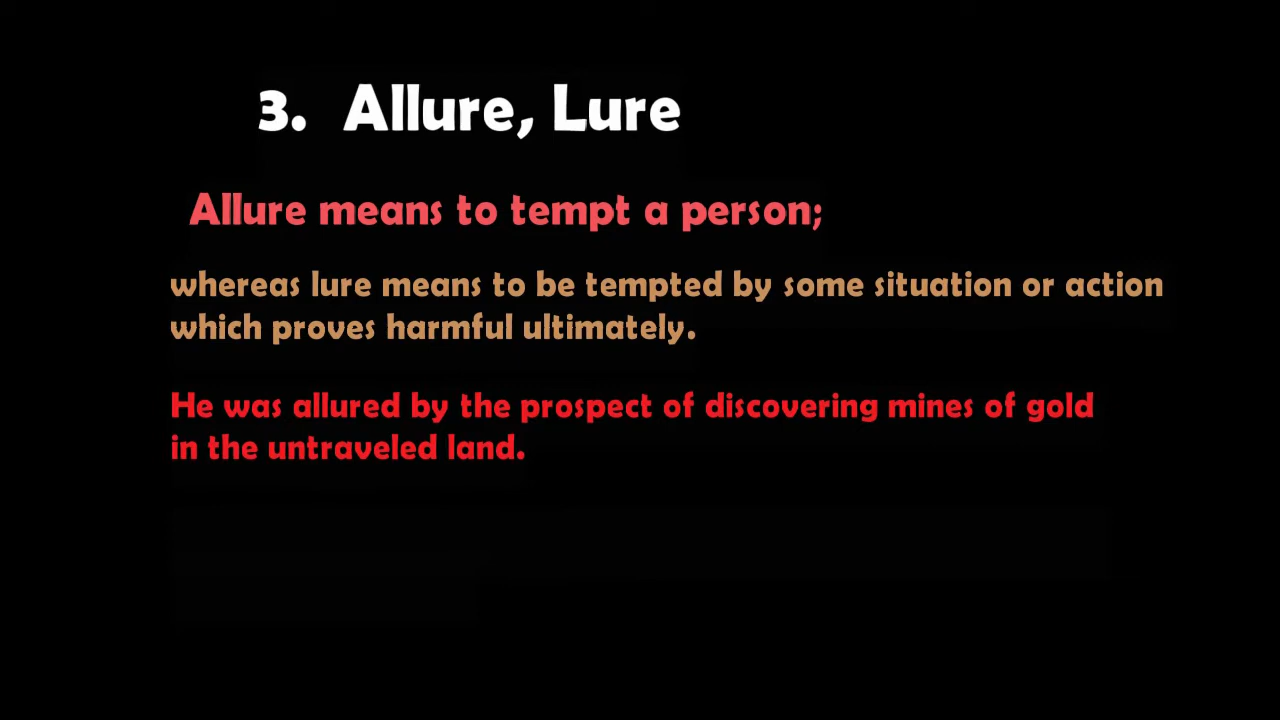 3. Allure, Lure
Allure means to tempt a person;
whereas lure means to be tempted by some situation or action
which proves harmful ultimately.
He was allured by the prospect of discovering mines of gold
in the untraveled land.